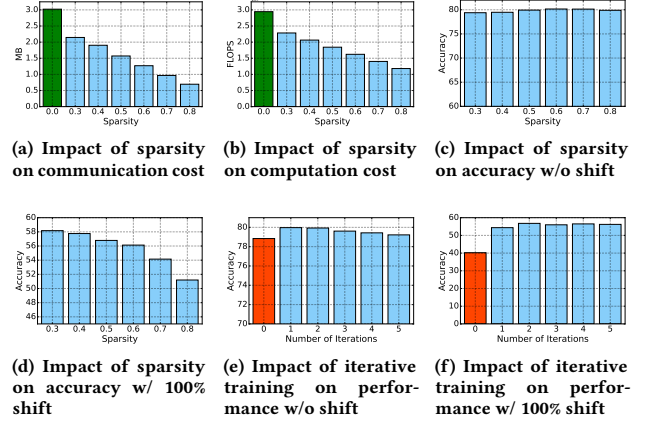 3.0
2.5
2.0
1.5
1.0
0.5
0.0
MB
0.0 0.3 0.4 0.5 0.6 0.7 0.8
Sparsity
(a) Impact of sparsity
on communication cost
3.0
2.5
2.0
1.5
1.0
0.5
0.0
FLOPS
0.0 0.3 0.4 0.5 0.6 0.7 0.8
Sparsity
(b) Impact of sparsity
on computation cost
80
75
70
65
60
Accuracy
0.3 0.4 0.5 0.6 0.7 0.8
Sparsity
(c) Impact of sparsity
on accuracy w/o shift
60
58
56
54
52
50
48
46
Accuracy
0.3 0.4 0.5 0.6 0.7 0.8
Sparsity
(d) Impact of sparsity
on accuracy w/ 100%
shift
80
78
76
74
72
70
Accuracy
0 1 2 3 4 5
Number of Iterations
(e) Impact of iterative
training on perfor-
mance w/o shift
60
50
40
30
20
10
0
Accuracy
0 1 2 3 4 5
Number of Iterations
(f) Impact of iterative
training on perfor-
mance w/ 100% shift